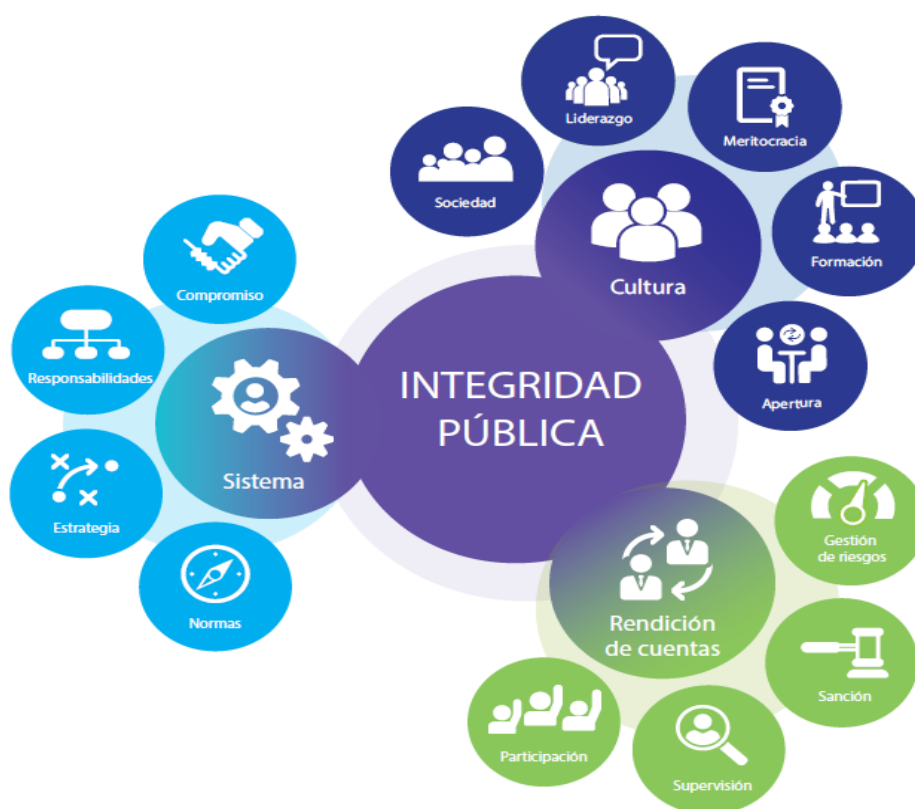 INTEGRIDAD
PÚBLICA
Sistema
Compromiso
Responsabilidades
Estrategia
Normas
Cultura
Sociedad
Liderazgo
Meritocracia
Formación
Apertura
Rendición
de cuentas
Gestión
de riesgos
Sanción
Supervisión
Participación